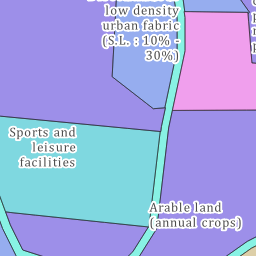 low density
urban fabric
(S.L. : 10% -
30%)
Sports and
leisure
facilities
Arable land
(annual crops)